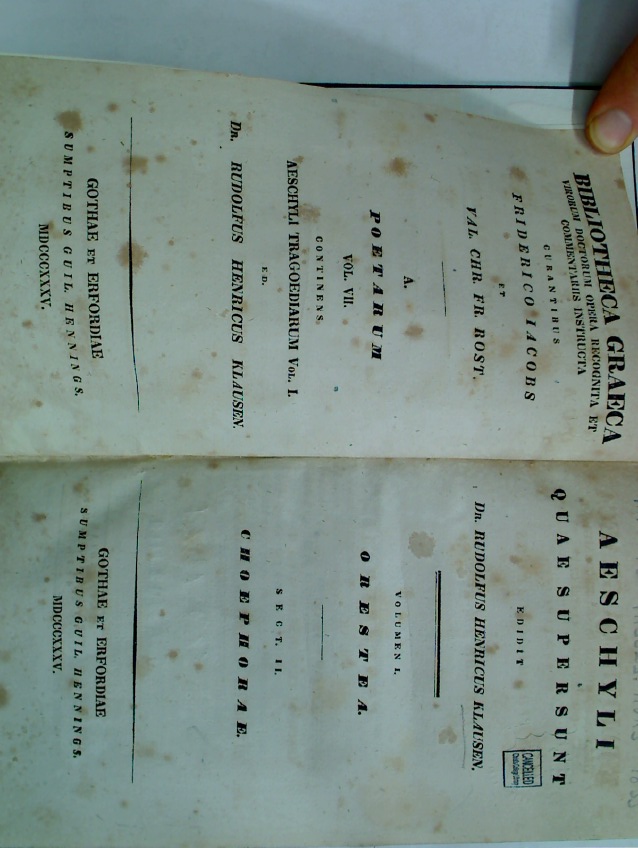 BIBLIOTHECA GRAECA
VIRORUM DOCTORUM OPERA RECOGNITA ET
COMMENTARIIS INSTRUCTA
CURANTIBUS
FRIDERICO IACOBS
ET
VAL. CHR. FR. ROST.
A.
POETARUM
VOL. VII.
CONTINENS.
AESCHYLI TRAGOEDIARUM VOL. I.
ED.
DR. RUDOLFUS HENRICUS KLAUSEN.
GOTHAE ET ERFORDIAE
SUMPTIBUS GUIL. HENNINGS.
MDCCCXXXV.
AESCHYLI
QUAE SUPERSUNT
EDIDIT
DR. RUDOLFUS HENRICUS KLAUSEN.
VOLUMEN I.
ORESTEA.
SECT. II.
CHOEPHORAE.
GOTHAE ET ERFORDIAE
SUMPTIBUS GUIL. HENNINGS.
MDCCCXXXV.
CANCELLED